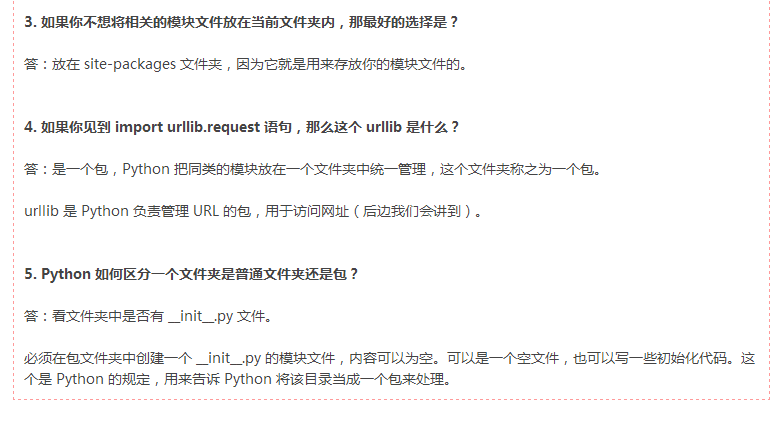 3. 如果你不想将相关的模块文件放在当前文件夹内，那最好的选择是？
答：放在 site-packages 文件夹，因为它就是用来存放你的模块文件的。
4. 如果你见到 import urllib.request 语句，那么这个 urllib 是什么？
答：是一个包，Python 把同类的模块放在一个文件夹中统一管理，这个文件夹称之为一个包。
urllib 是 Python 负责管理 URL 的包，用于访问网址（后边我们会讲到）。
5. Python 如何区分一个文件夹是普通文件夹还是包？
答：看文件夹中是否有 __init__.py 文件。
必须在包文件夹中创建一个 __init__.py 的模块文件，内容可以为空。可以是一个空文件，也可以写一些初始化代码。这
个是 Python 的规定，用来告诉 Python 将该目录当成一个包来处理。